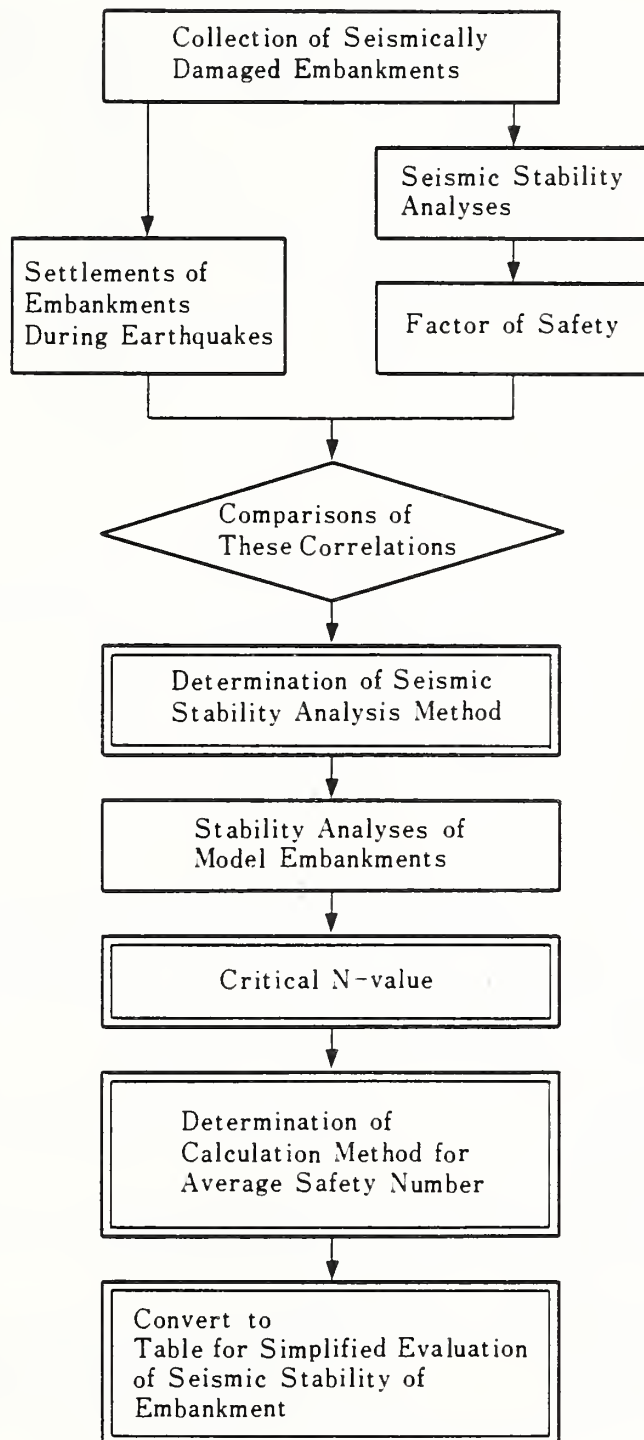 Collection of Seismically
Damaged Embankments
Seismic Stability
Analyses
Settlements of
Embankments
During Earthquakes
Factor of Safety
Comparisons of
These Correlations
Determination of Seismic
Stability Analysis Method
Stability Analyses of
Model Embankments
Critical N-value
Determination of
Calculation Method for
Average Safety Number
Convert to
Table for Simplified Evaluation
of Seismic Stability of
Embankment